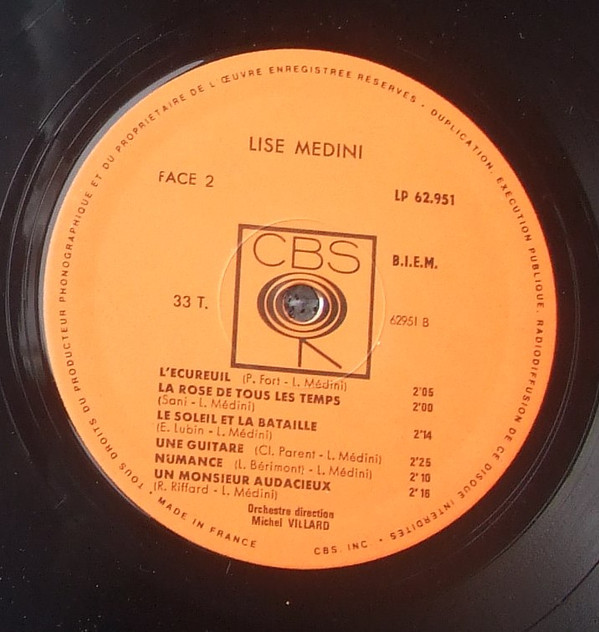 TOUS DROITS DU PRODUCTEUR PHONOGRAPHIQUE ET DU PROPRIETAIRE DE L'ŒUVRE ENREGISTREE RESERVES - DUPLICATION, EXECUTION PUBLIQUE, RADIODIFFUSION DE CE DISQUE INTERDITES •
LISE MEDINI
FACE 2
LP 62.951
CBS
B.I.E.M.
33 T.
62951 B
L'ECUREUIL (P. Fort - L. Médini) 2'05
LA ROSE DE TOUS LES TEMPS
(Sani - L. Médini) 2'00
LE SOLEIL ET LA BATAILLE
(E. Lubin - L. Médini) 2'14
UNE GUITARE (Cl. Parent - L. Médini) 2'25
NUMANCE (L. Bérimont) - L. Médini) 2'10
UN MONSIEUR AUDACIEUX
(R. Riffard - L. Médini) 2'16
Orchestre direction
Michel VILLARD
• MADE IN FRANCE
CBS. INC.